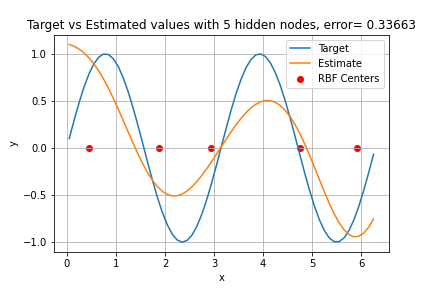 Target vs Estimated values with 5 hidden nodes, error= 0.33663
Target
Estimate
RBF Centers
1.0
0.5
0.0
−0.5
−1.0
y
0 1 2 3 4 5 6
x